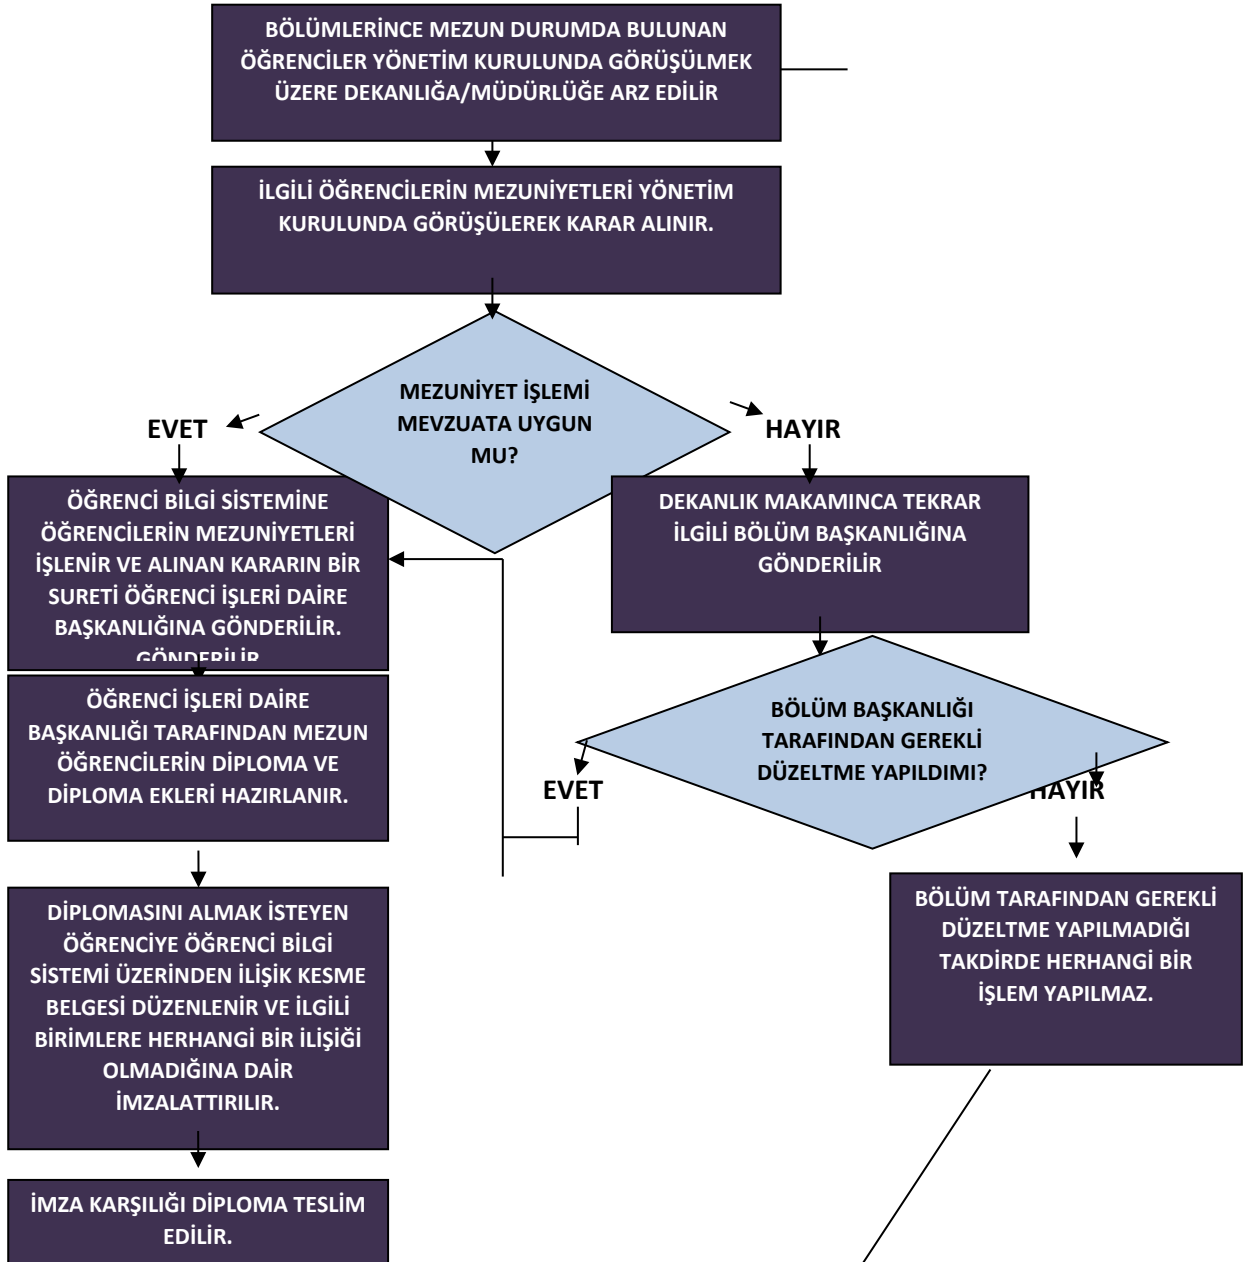 BÖLÜMLERİNCE MEZUN DURUMDA BULUNAN
ÖĞRENCİLER YÖNETİM KURULUNDA GÖRÜŞÜLMEK
ÜZERE DEKANLIĞA/MÜDÜRLÜĞE ARZ EDİLİR
İLGİLİ ÖĞRENCİLERİN MEZUNİYETLERİ YÖNETİM
KURULUNDA GÖRÜŞÜLEREK KARAR ALINIR.
MEZUNİYET İŞLEMİ
MEVZUATA UYGUN
MU?
EVET
HAYIR
ÖĞRENCİ BİLGİ SİSTEMİNE
ÖĞRENCİLERİN MEZUNİYETLERİ
İŞLENİR VE ALINAN KARARIN BİR
SURETİ ÖĞRENCİ İŞLERİ DAİRE
BAŞKANLIĞINA GÖNDERİLİR.
GÖNDERİLİR
DEKANLIK MAKAMINCA TEKRAR
İLGİLİ BÖLÜM BAŞKANLIĞINA
GÖNDERİLİR
ÖĞRENCİ İŞLERİ DAİRE
BAŞKANLIĞI TARAFINDAN MEZUN
ÖĞRENCİLERİN DİPLOMA VE
DİPLOMA EKLERİ HAZIRLANIR.
BÖLÜM BAŞKANLIĞI
TARAFINDAN GEREKLİ
DÜZELTME YAPILDIMI?
EVET
HAYIR
DİPLOMASINI ALMAK İSTEYEN
ÖĞRENCİYE ÖĞRENCİ BİLGİ
SİSTEMİ ÜZERİNDEN İLİŞİK KESME
BELGESİ DÜZENLENİR VE İLGİLİ
BİRİMLERE HERHANGİ BİR İLİŞİĞİ
OLMADIĞINA DAİR
İMZALATTIRILIR.
BÖLÜM TARAFINDAN GEREKLİ
DÜZELTME YAPILMADIĞI
TAKDİRDE HERHANGİ BİR
İŞLEM YAPILMAZ.
İMZA KARŞILIĞI DİPLOMA TESLİM
EDİLİR.